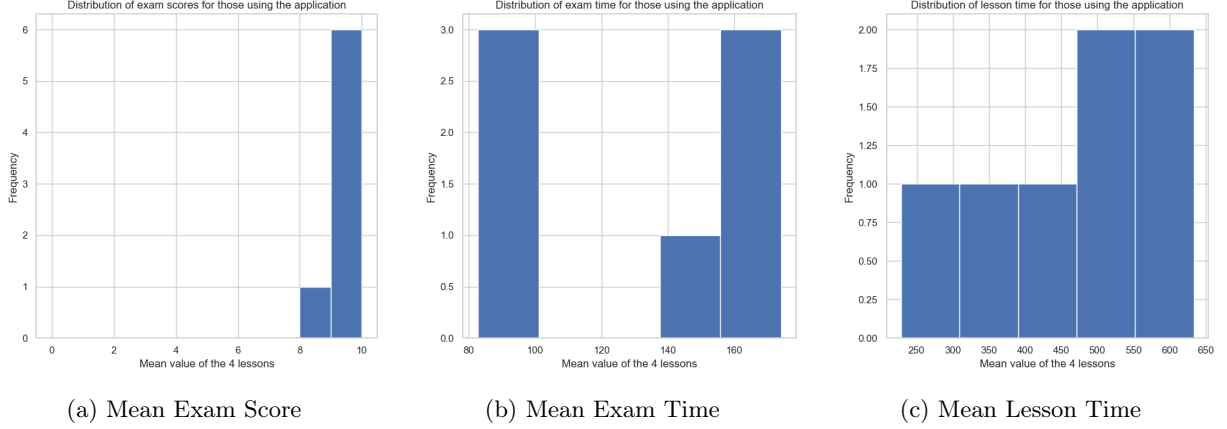 Distribution of exam scores for those using the application
6
5
4
3
2
1
0
Frequency
0 2 4 6 8 10
Mean value of the 4 lessons
(a) Mean Exam Score
Distribution of exam time for those using the application
3.0
2.5
2.0
1.5
1.0
0.5
0.0
Frequency
80 100 120 140 160
Mean value of the 4 lessons
(b) Mean Exam Time
Distribution of lesson time for those using the application
2.00
1.75
1.50
1.25
1.00
0.75
0.50
0.25
0.00
Frequency
250 300 350 400 450 500 550 600 650
Mean value of the 4 lessons
(c) Mean Lesson Time